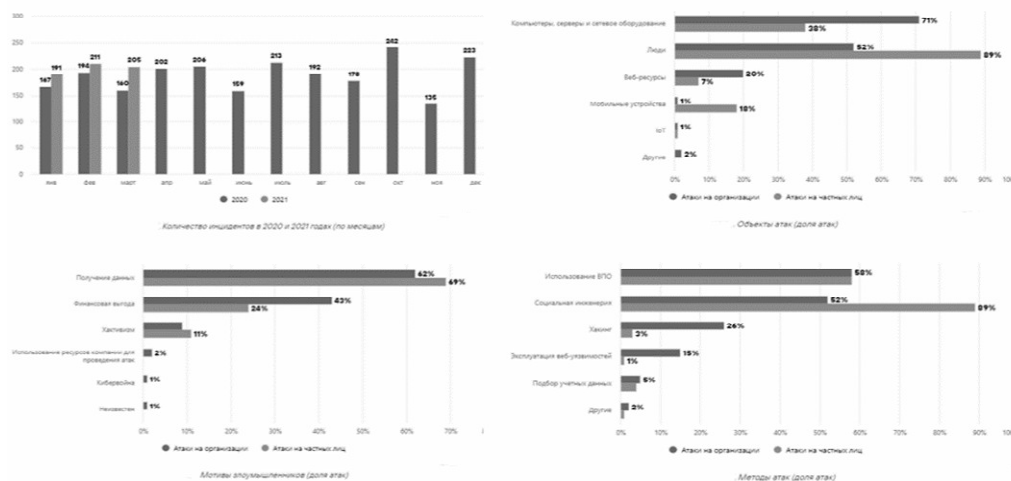 300
250
200
150
100
50
0
167 191 194 211 160 205 202 206 159 213 192 179 242 135 223
янв фев март апр май июнь июль авг сен окт ноя дек
2020 2021
. Количество инцидентов в 2020 и 2021 годах (по месяцам)
Компьютеры, серверы и сетевое оборудование 71%
38%
Люди 52%
89%
Веб-ресурсы 20%
7%
Мобильные устройства 1%
18%
IoT 1%
Другие 2%
0% 10% 20% 30% 40% 50% 60% 70% 80% 90% 100%
Атаки на организации Атаки на частных лиц
. Объекты атак (доля атак)
Получение данных 62%
69%
Финансовая выгода 43%
24%
Хактивизм
11%
Использование ресурсов компании для
проведения атак 2%
Кибервойна 1%
Неизвестен 1%
0% 10% 20% 30% 40% 50% 60% 70%
Атаки на организации Атаки на частных лиц
. Мотивы злоумышленников (доля атак)
Использование ВПО 58%
Социальная инженерия 52%
89%
Хакинг 26%
3%
Эксплуатация веб-уязвимостей 15%
1%
Подбор учетных данных 5%
Другие 2%
0% 10% 20% 30% 40% 50% 60% 70% 80% 90% 100
Атаки на организации Атаки на частных лиц
. Методы атак (доля атак)